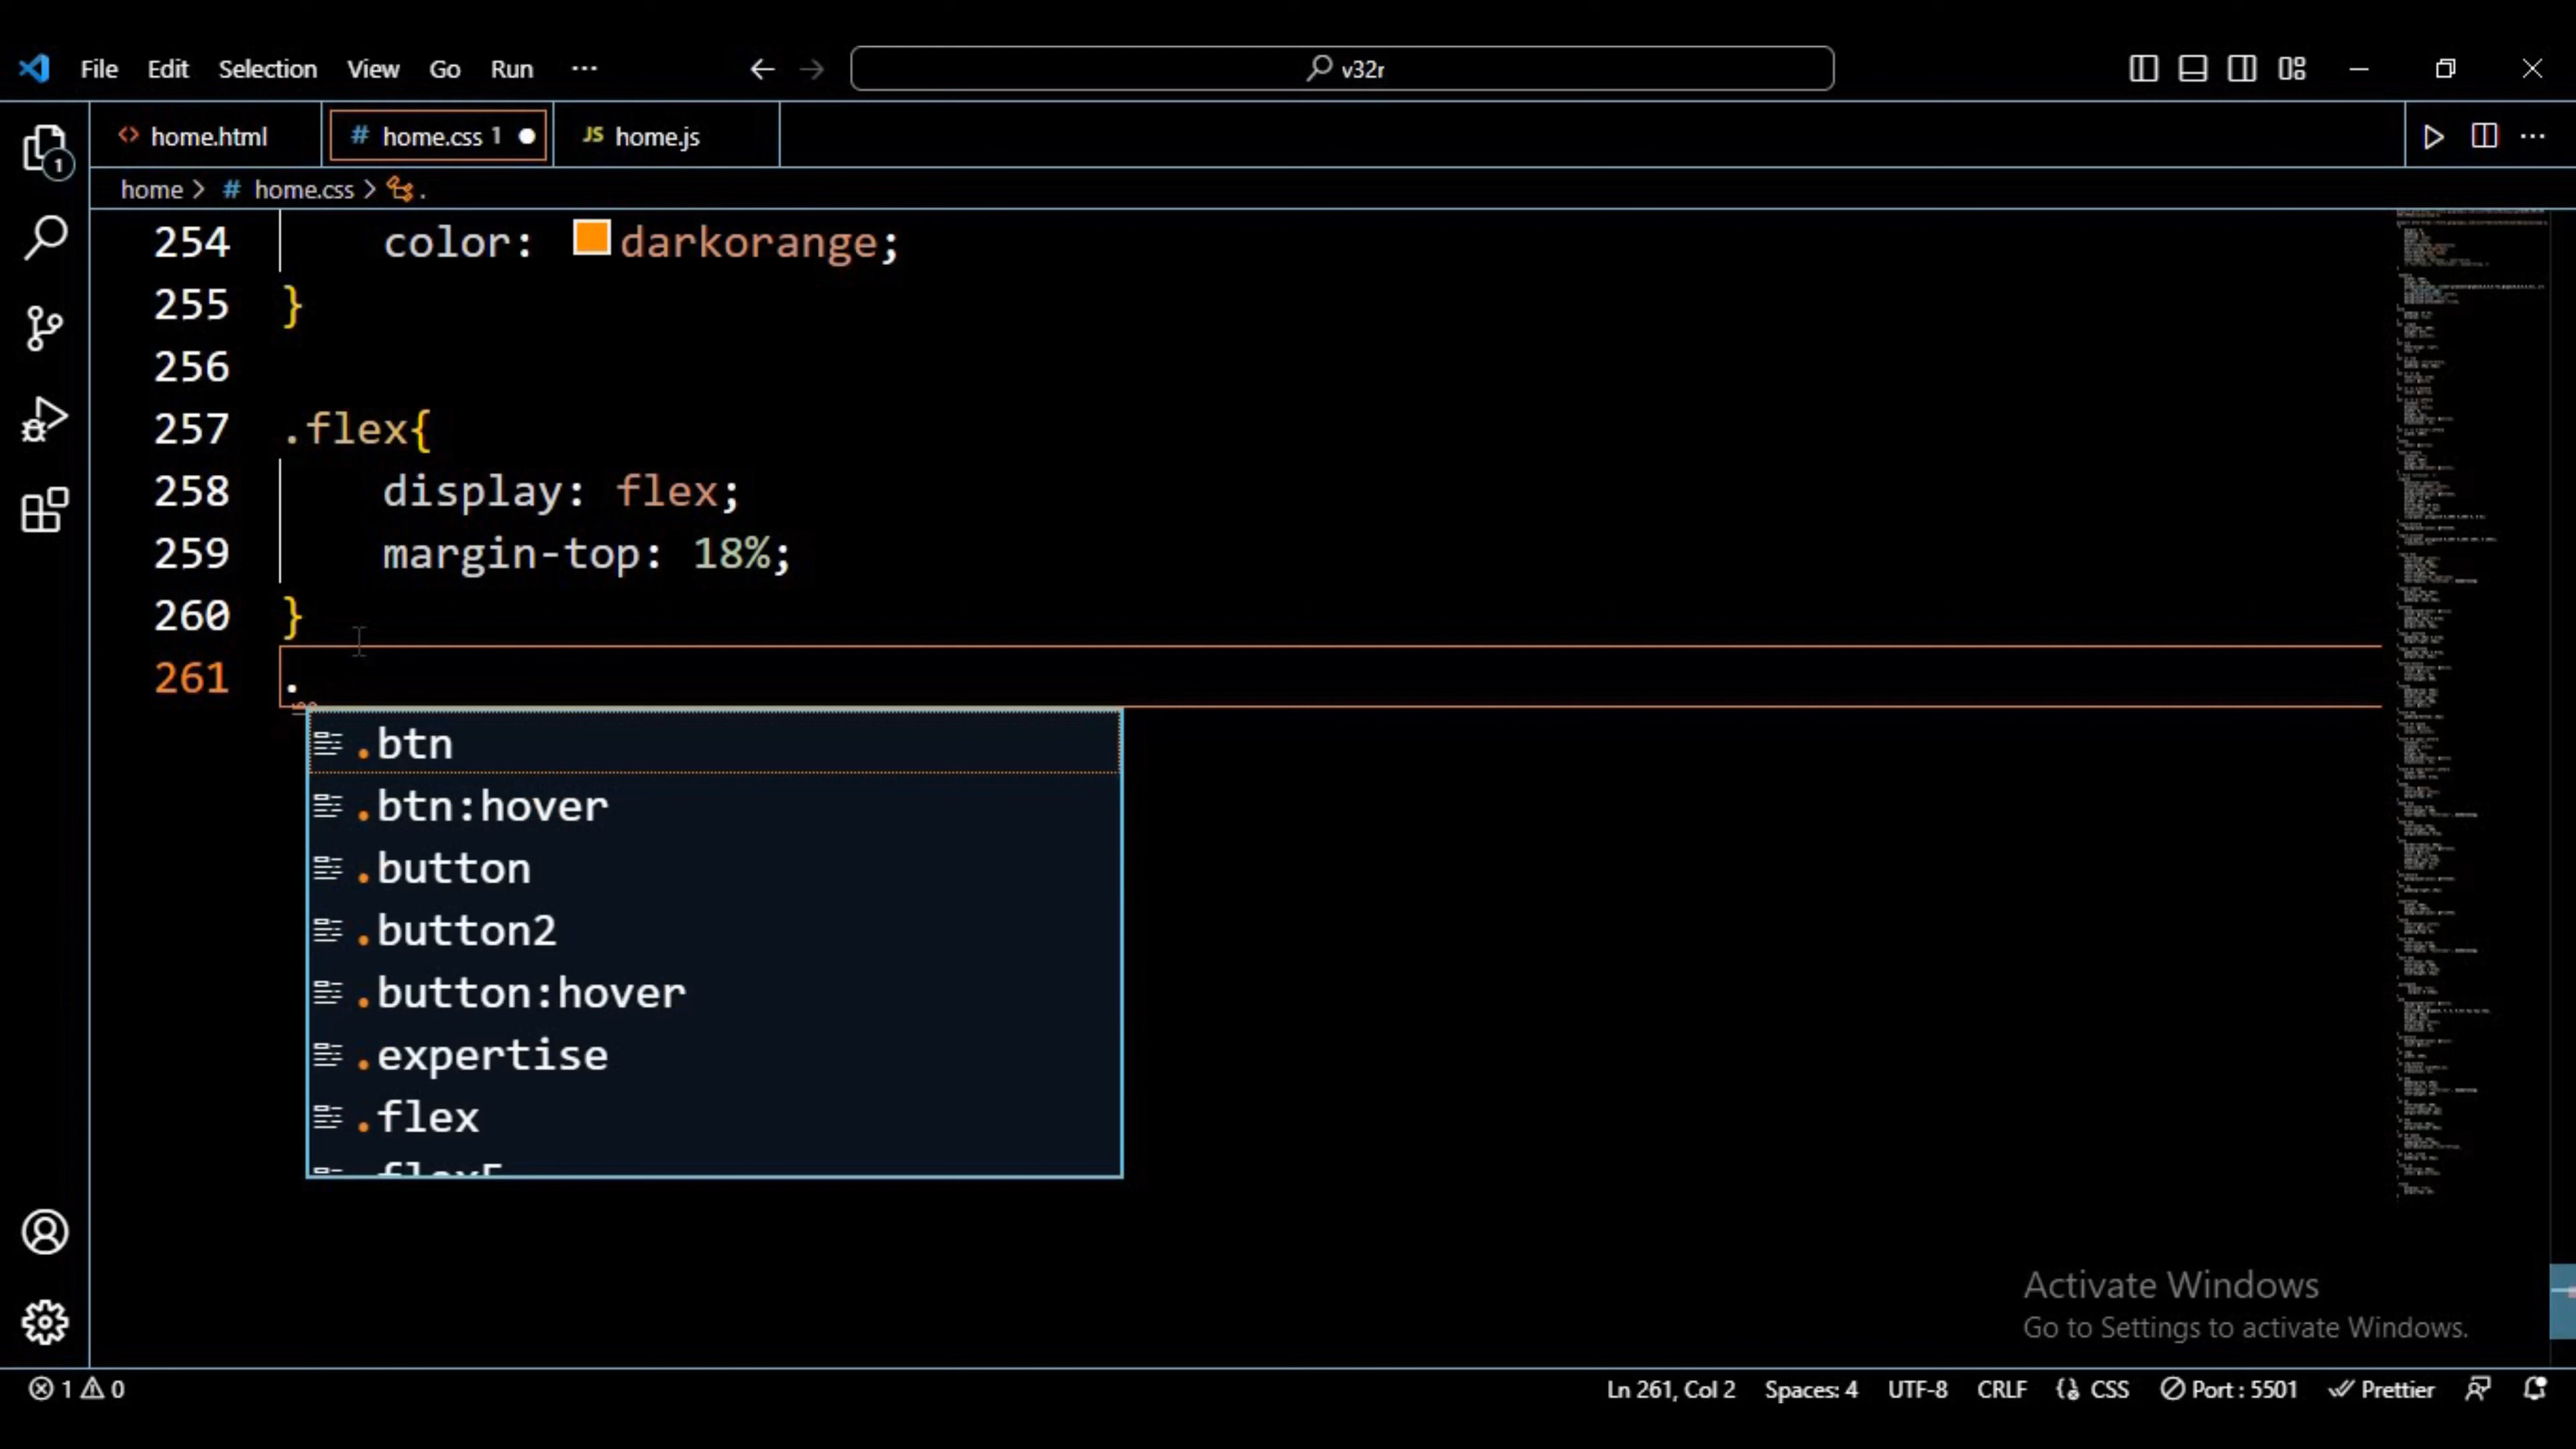 File Edit Selection View Go Run ··· v32r
home.html # home.css 1 JS home.js
home > # home.css > .
254 color: darkorange;
255 }
256
257 .flex{
258 display: flex;
259 margin-top: 18%;
260 }
261 .
.btn
.btn:hover
.button
.button2
.button:hover
.expertise
.flex
Activate Windows
Go to Settings to activate Windows.
1 0 Ln 261, Col 2 Spaces: 4 UTF-8 CRLF CSS Port : 5501 Prettier